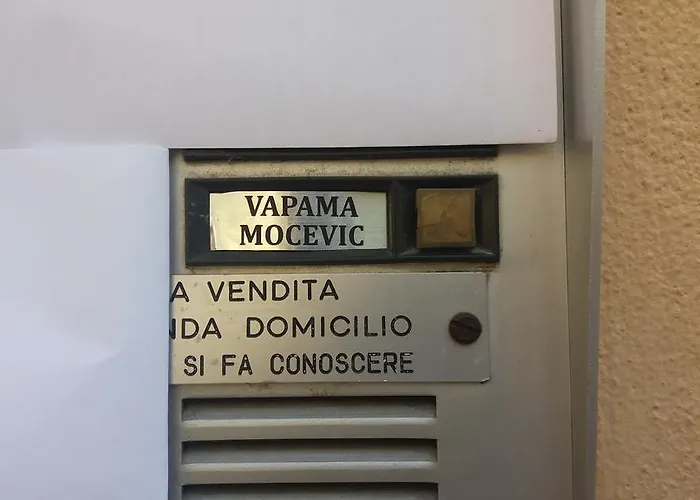 VAPAMA
MOCEVIC
A VENDITA
NDA DOMICILIO
SI FA CONOSCERE